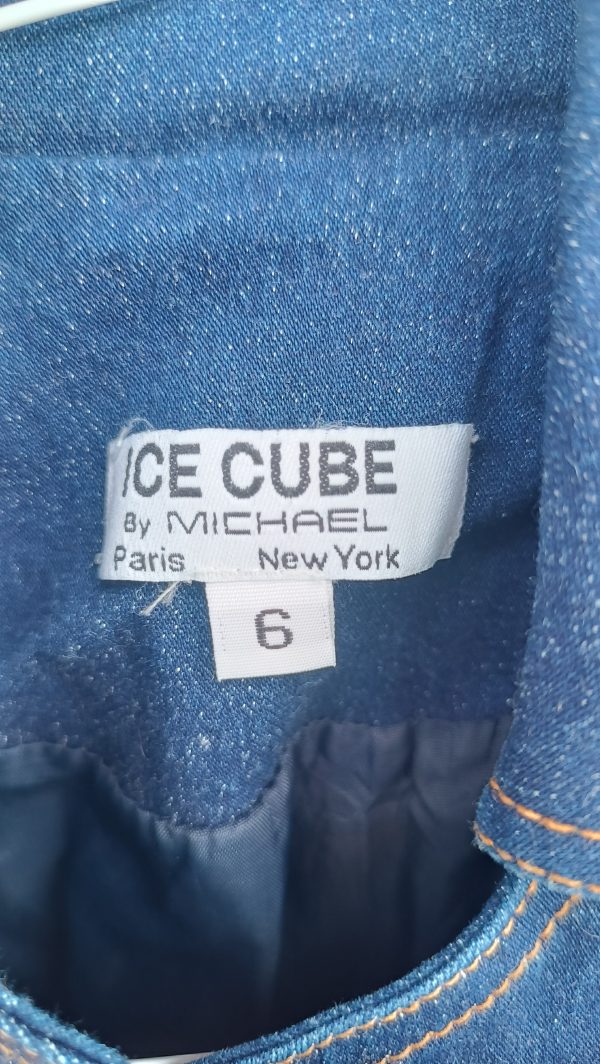 ICE CUBE
By MICHAEL
Paris New York
6